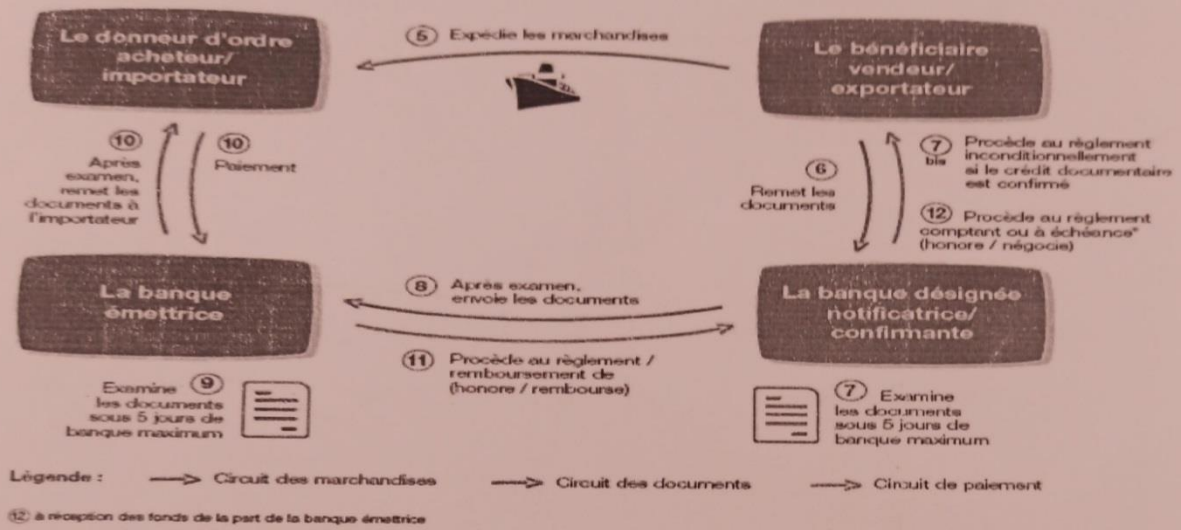 Le donneur d'ordre
acheteur/
importateur
5 Expédie les marchandises
Le bénéficiaire
vendeur/
exportateur
10
Après
examen,
remet les
documents à
l'importateur
10
Paiement
6
Remet les
documents
7 bis Procède au règlement
inconditionnellement
si le crédit documentaire
est confirmé
12 Procède au règlement
comptant ou à échéance*
(honore / négocie)
La banque
émettrice
8 Après examen,
envoie les documents
11 Procède au règlement /
remboursement de
(honore / rembourse)
La banque désignée
notificatrice/
confirmante
Examine 9
les documents
sous 5 jours de
banque maximum
7 Examine
les documents
sous 5 jours de
banque maximum
Légende : Circuit des marchandises Circuit des documents Circuit de paiement
12 à réception des fonds de la part de la banque émettrice